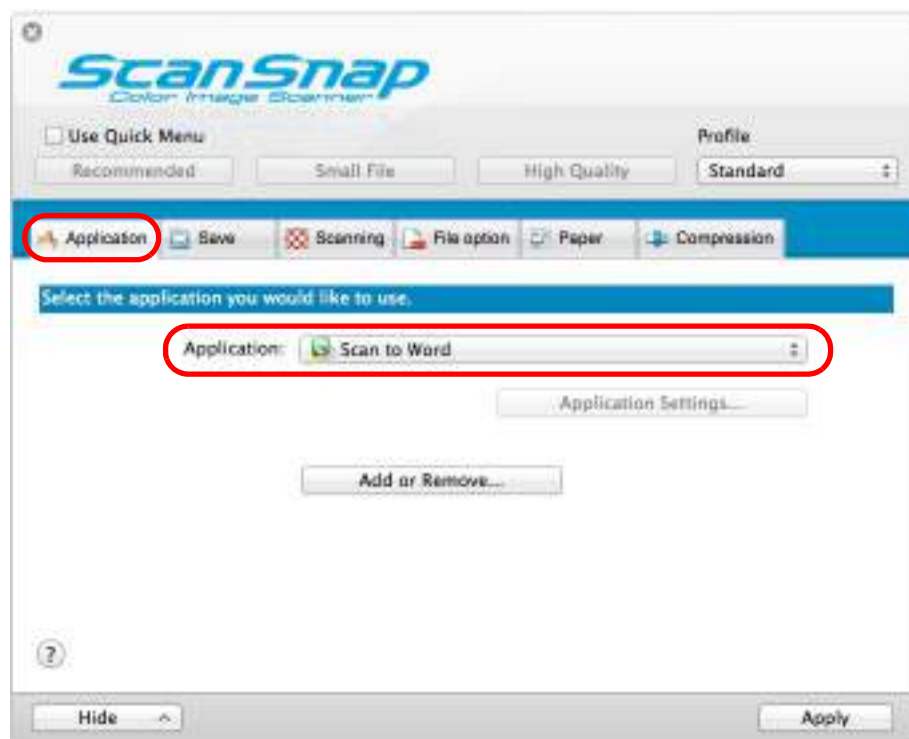 ScanSnap
Color Image Scanner
Use Quick Menu
Profile
Recommended Small File High Quality Standard
Application Save Scanning File option Paper Compression
Select the application you would like to use.
Application: Scan to Word
Application Settings...
Add or Remove...
?
Hide Apply